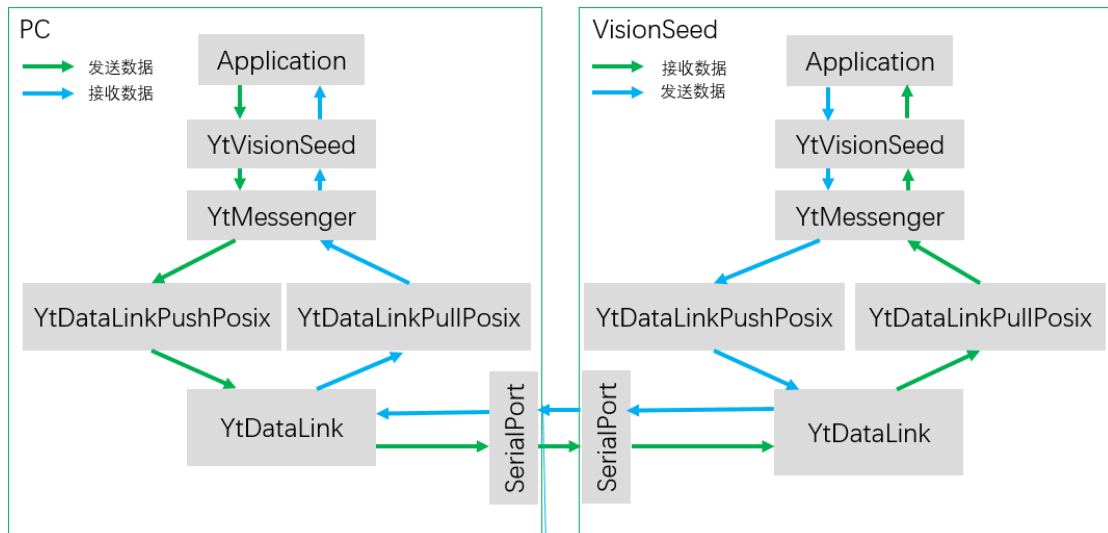 PC
发送数据
接收数据
Application
YtVisionSeed
YtMessenger
YtDataLinkPushPosix
YtDataLinkPullPosix
YtDataLink
SerialPort
VisionSeed
接收数据
发送数据
Application
YtVisionSeed
YtMessenger
YtDataLinkPushPosix
YtDataLinkPullPosix
SerialPort
YtDataLink